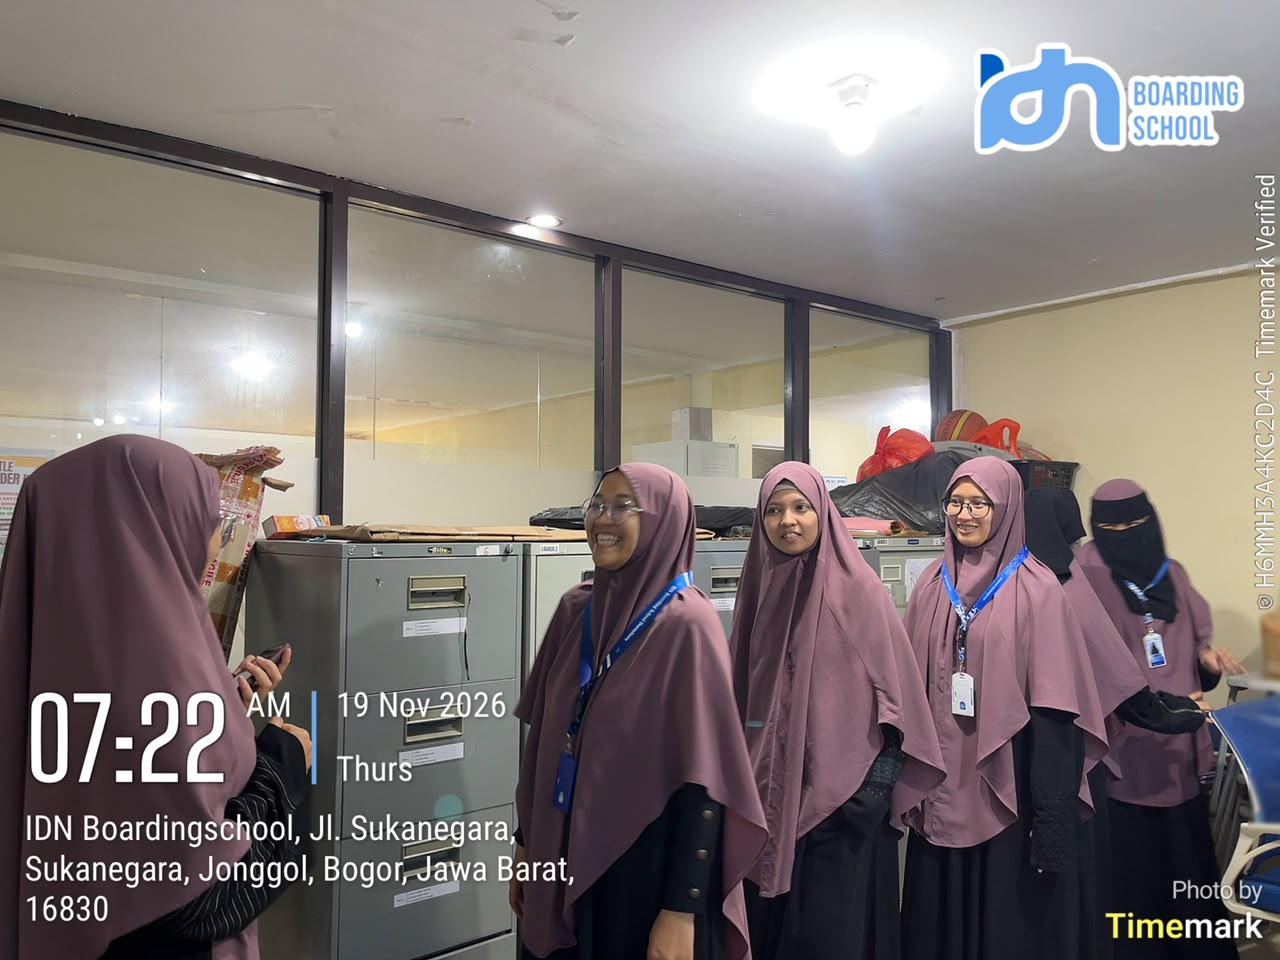 idn BOARDING
SCHOOL
© H6MMH3A4KC2D4C Timemark Verified
07:22 AM
19 Nov 2026
Thurs
IDN Boardingschool, Jl. Sukanegara,
Sukanegara, Jonggol, Bogor, Jawa Barat,
16830
Photo by
Timemark